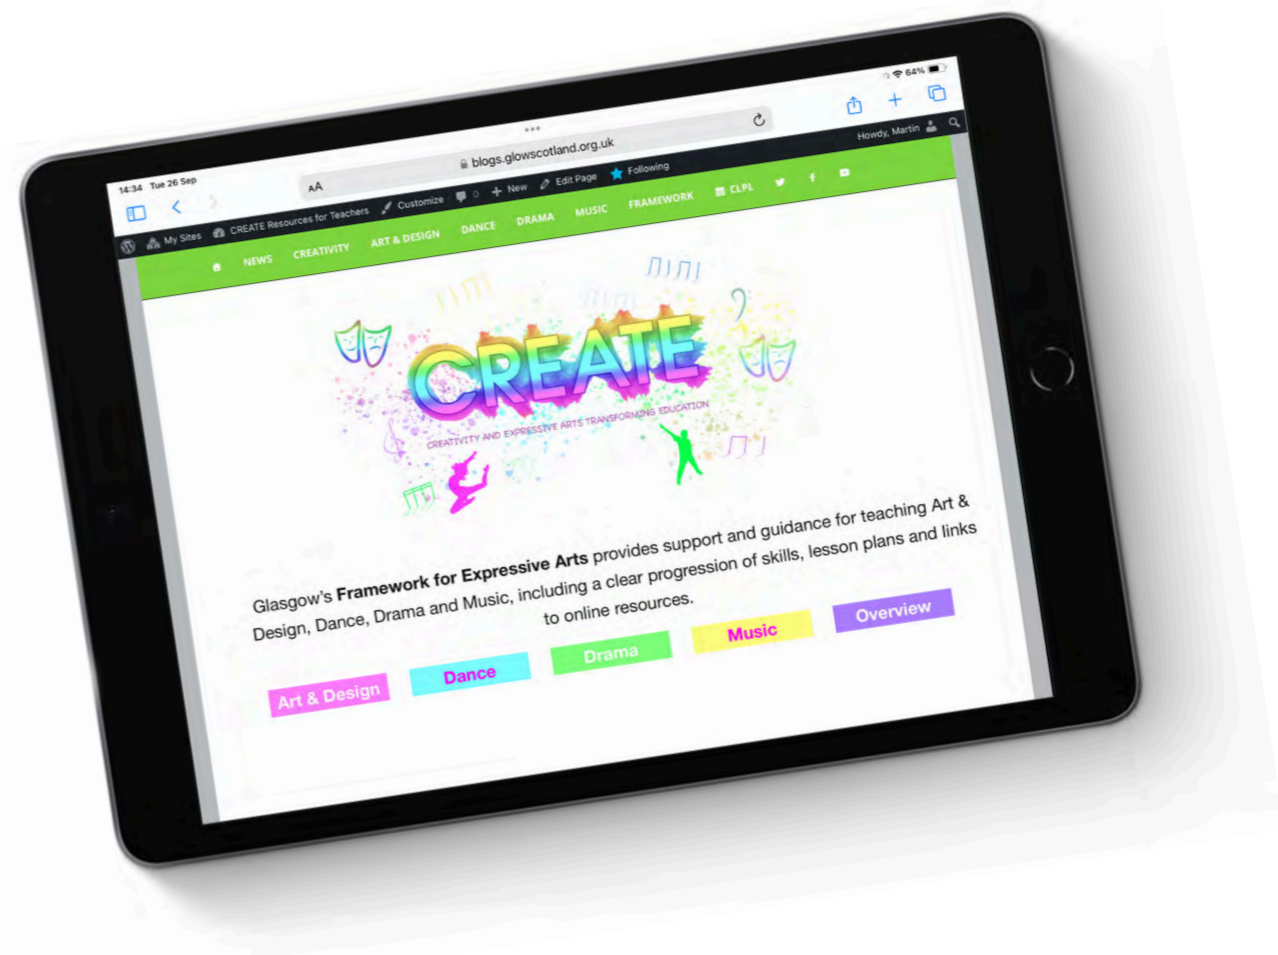 14:34 Tue 26 Sep
64%
AA
blogs.glowscotland.org.uk
My Sites CREATE Resources for Teachers Customize 0 New Edit Page Following Howdy, Martin
NEWS CREATIVITY ART & DESIGN DANCE DRAMA MUSIC FRAMEWORK CLPL
CREATE
CREATIVITY AND EXPRESSIVE ARTS TRANSFORMING EDUCATION
Glasgow's Framework for Expressive Arts provides support and guidance for teaching Art &
Design, Dance, Drama and Music, including a clear progression of skills, lesson plans and links
to online resources.
Art & Design Dance Drama Music Overview